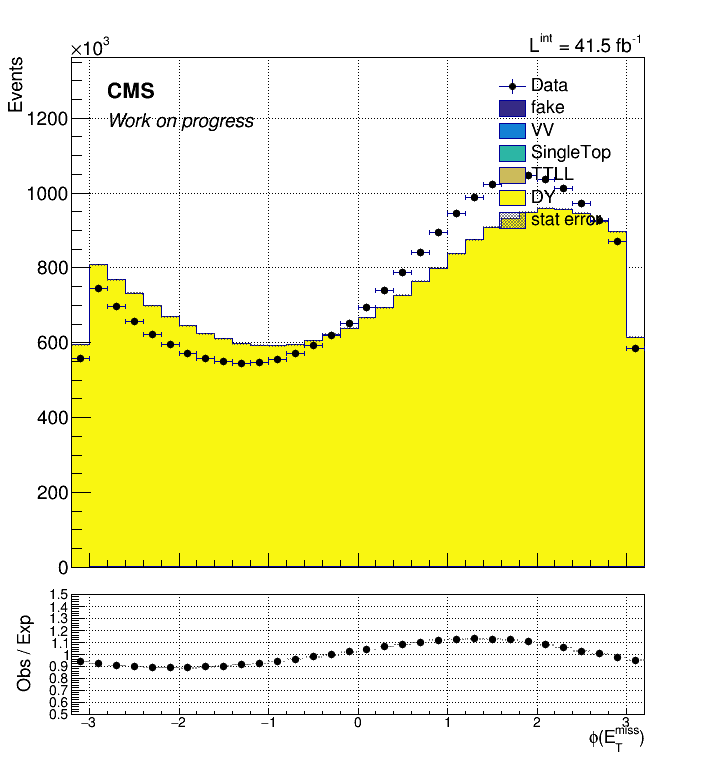 ×10³
L^int = 41.5 fb⁻¹
Events
CMS
Work on progress
Data
fake
VV
SingleTop
TTLL
DY
stat error
1200
1000
800
600
400
200
0
Obs / Exp
1.5
1.4
1.3
1.2
1.1
1
0.9
0.8
0.7
0.6
0.5
−3 −2 −1 0 1 2 3
ϕ(E_T^miss)